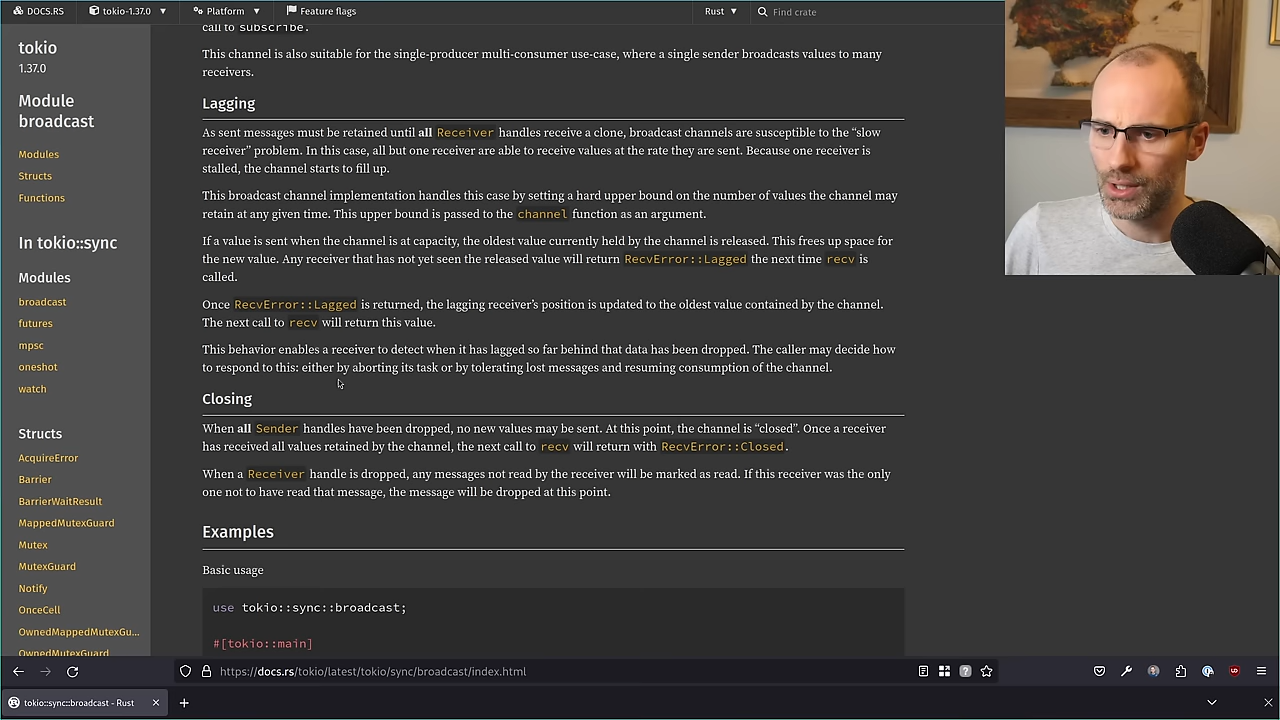 DOCS.RS
tokio-1.37.0
Platform
Feature flags
Rust
Find crate
tokio
1.37.0
Module
broadcast
Modules
Structs
Functions
In tokio::sync
Modules
broadcast
futures
mpsc
oneshot
watch
Structs
AcquireError
Barrier
BarrierWaitResult
MappedMutexGuard
Mutex
MutexGuard
Notify
OnceCell
OwnedMappedMutexGu...
OwnedMutexGuard
call to subscribe.
This channel is also suitable for the single-producer multi-consumer use-case, where a single sender broadcasts values to many
receivers.
Lagging
As sent messages must be retained until all Receiver handles receive a clone, broadcast channels are susceptible to the “slow
receiver” problem. In this case, all but one receiver are able to receive values at the rate they are sent. Because one receiver is
stalled, the channel starts to fill up.
This broadcast channel implementation handles this case by setting a hard upper bound on the number of values the channel may
retain at any given time. This upper bound is passed to the channel function as an argument.
If a value is sent when the channel is at capacity, the oldest value currently held by the channel is released. This frees up space for
the new value. Any receiver that has not yet seen the released value will return RecvError::Lagged the next time recv is
called.
Once RecvError::Lagged is returned, the lagging receiver’s position is updated to the oldest value contained by the channel.
The next call to recv will return this value.
This behavior enables a receiver to detect when it has lagged so far behind that data has been dropped. The caller may decide how
to respond to this: either by aborting its task or by tolerating lost messages and resuming consumption of the channel.
Closing
When all Sender handles have been dropped, no new values may be sent. At this point, the channel is “closed”. Once a receiver
has received all values retained by the channel, the next call to recv will return with RecvError::Closed.
When a Receiver handle is dropped, any messages not read by the receiver will be marked as read. If this receiver was the only
one not to have read that message, the message will be dropped at this point.
Examples
Basic usage
use tokio::sync::broadcast;
#[tokio::main]
https://docs.rs/tokio/latest/tokio/sync/broadcast/index.html
tokio::sync::broadcast - Rust